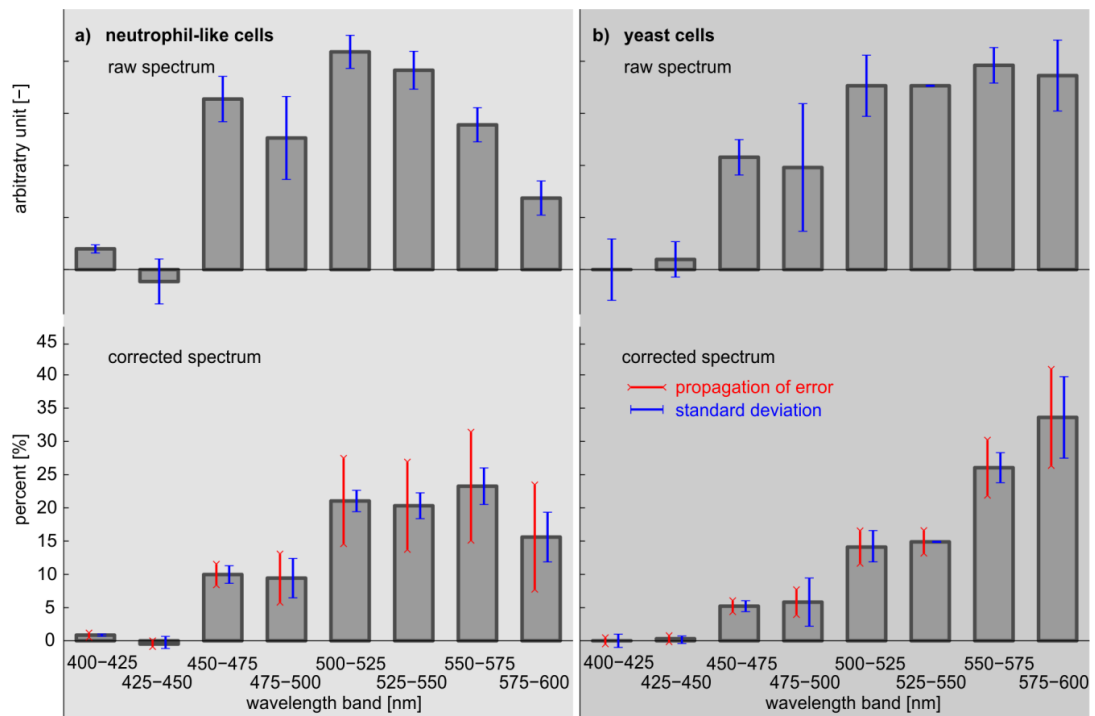 a) neutrophil-like cells
raw spectrum
arbitratry unit [−]
b) yeast cells
raw spectrum
corrected spectrum
percent [%]
45
40
35
30
25
20
15
10
5
0
400−425
425−450
450−475
475−500
500−525
525−550
550−575
575−600
wavelength band [nm]
corrected spectrum
propagation of error
standard deviation
400−425
425−450
450−475
475−500
500−525
525−550
550−575
575−600
wavelength band [nm]